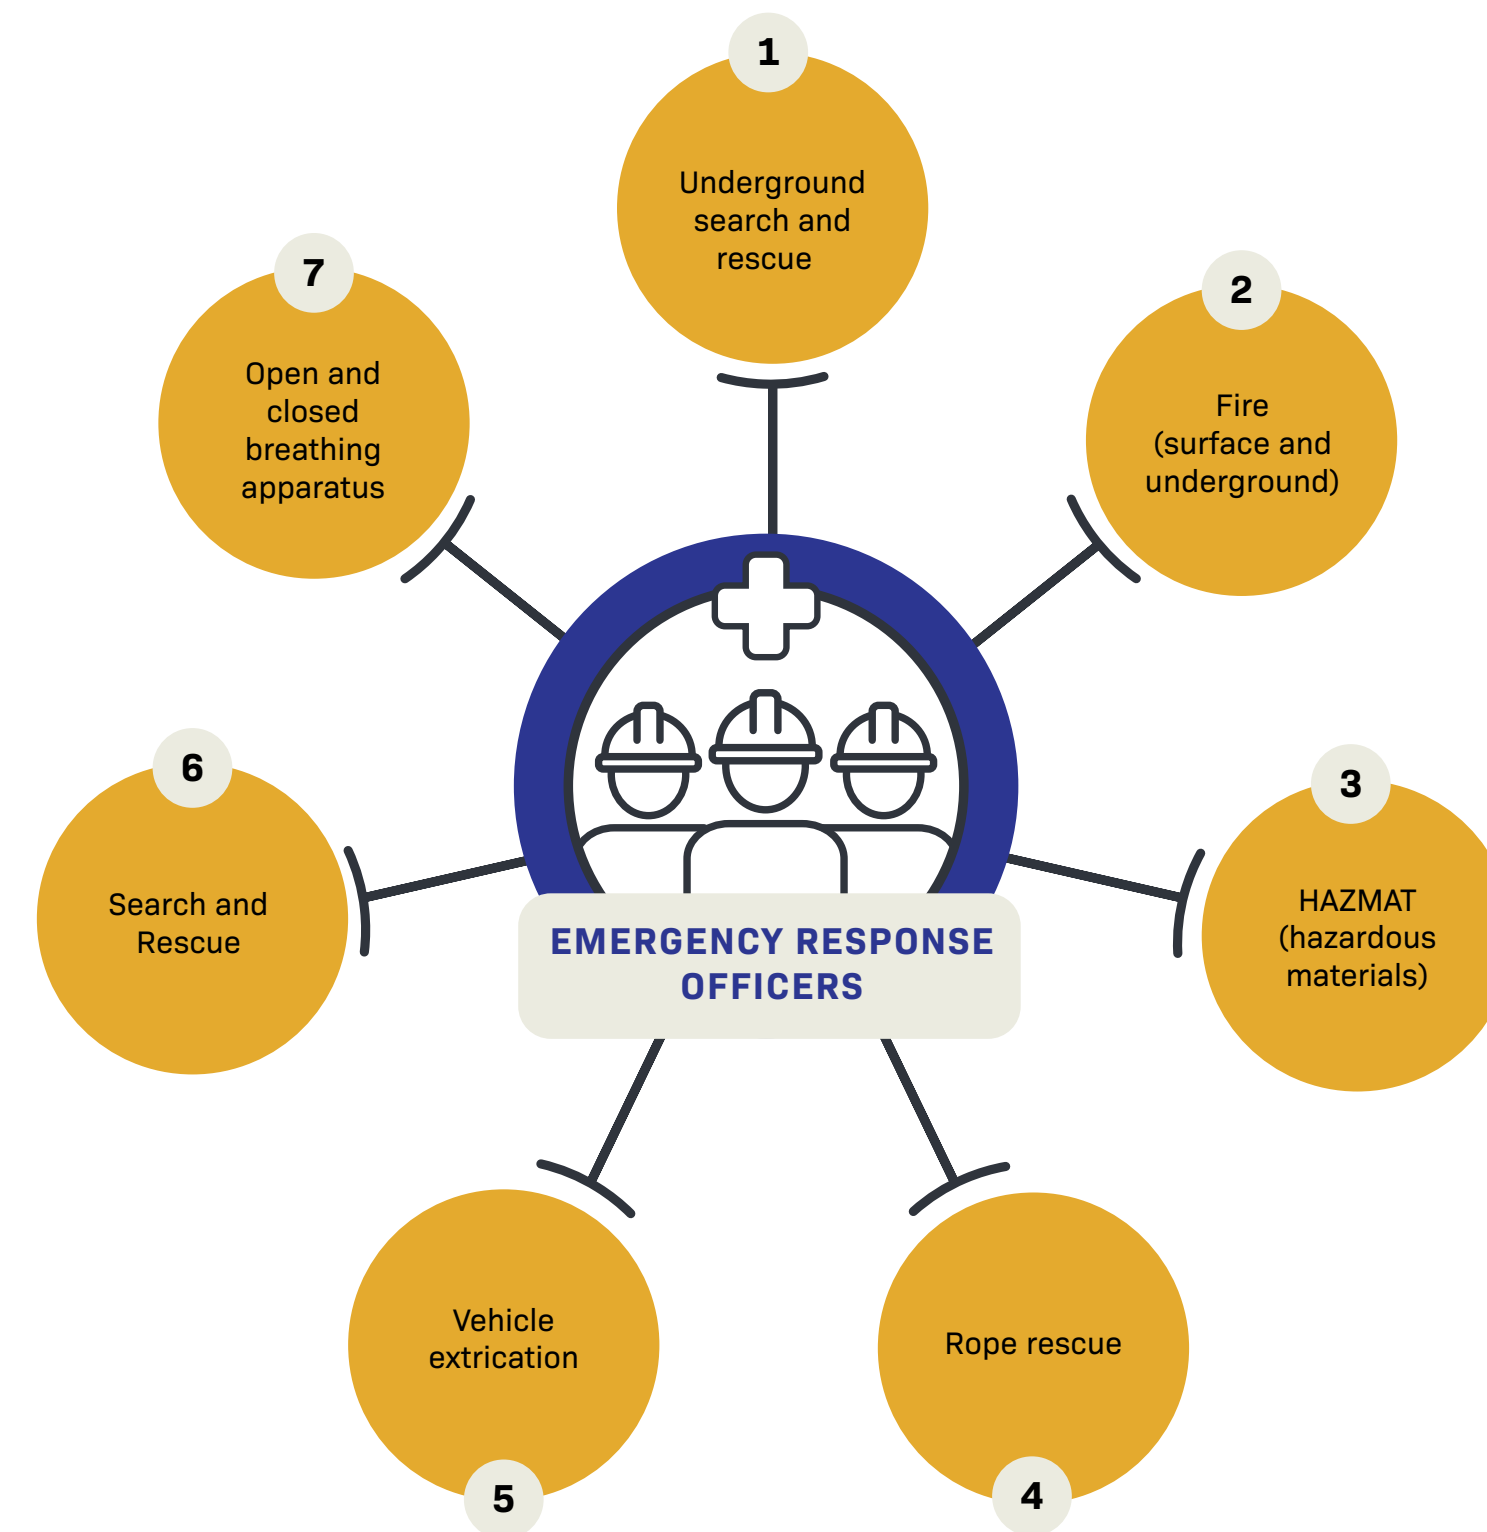 1
Underground
search and
rescue
2
Fire
(surface and
underground)
3
HAZMAT
(hazardous
materials)
4
Rope rescue
5
Vehicle
extrication
6
Search and
Rescue
7
Open and
closed
breathing
apparatus
EMERGENCY RESPONSE
OFFICERS